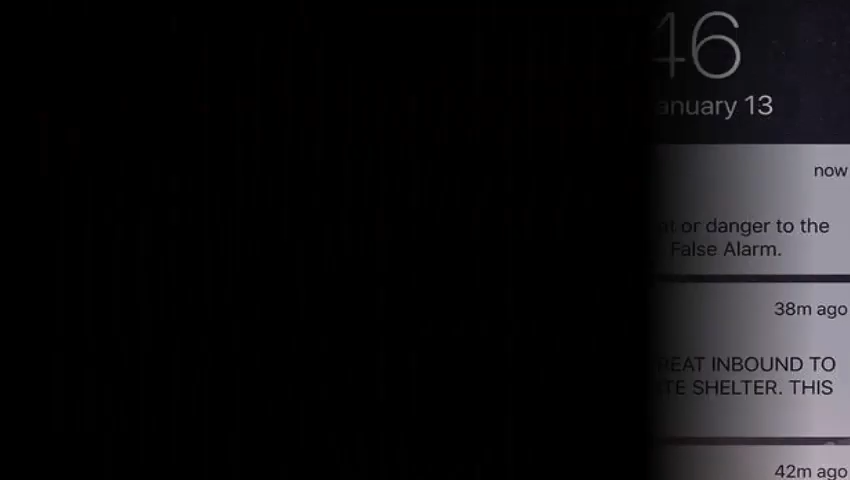 46
anuary 13
now
at or danger to the
False Alarm.
38m ago
REAT INBOUND TO
TE SHELTER. THIS
42m ago